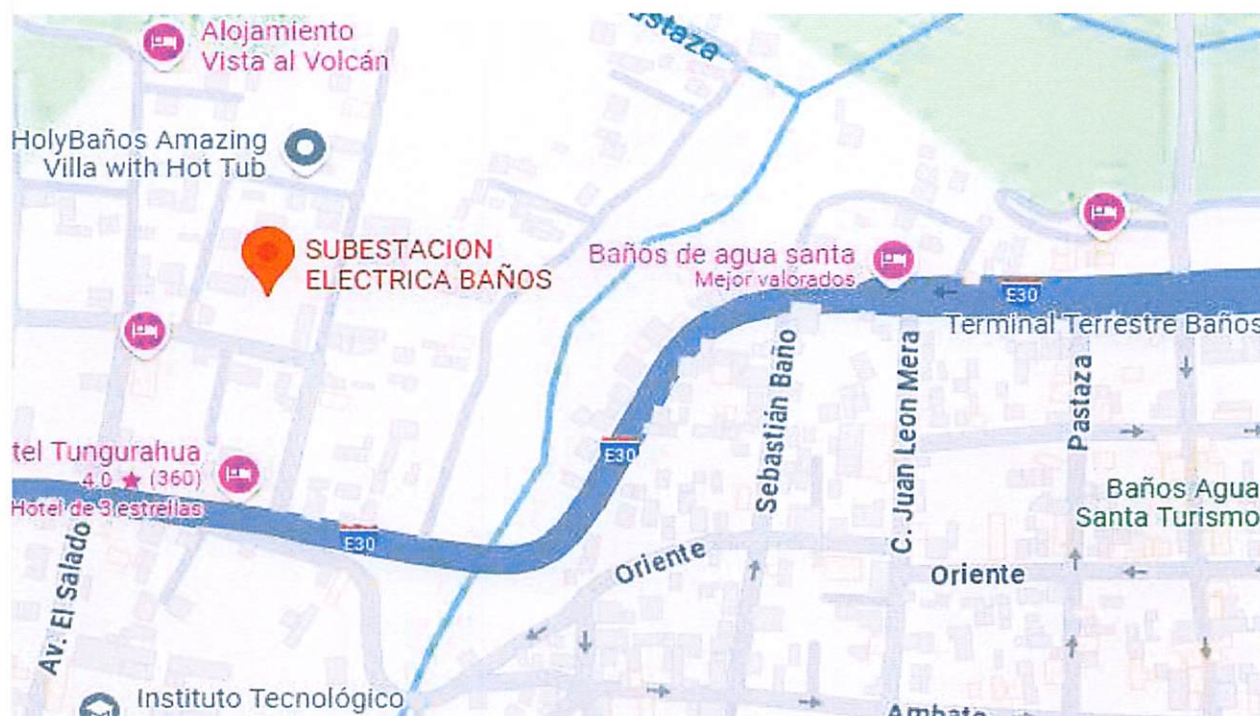 Alojamiento
Vista al Volcán
HolyBaños Amazing
Villa with Hot Tub
SUBESTACION
ELECTRICA BAÑOS
Baños de agua santa
Mejor valorados
E30
Terminal Terrestre Baños
Sebastián Baño
C. Juan Leon Mera
Pastaza
E30
tel Tungurahua
4.0 ★ (360)
Hotel de 3 estrellas
E30
Baños Agua
Santa Turismo
Oriente
Oriente
Av. El Salado
Instituto Tecnológico
Ambato